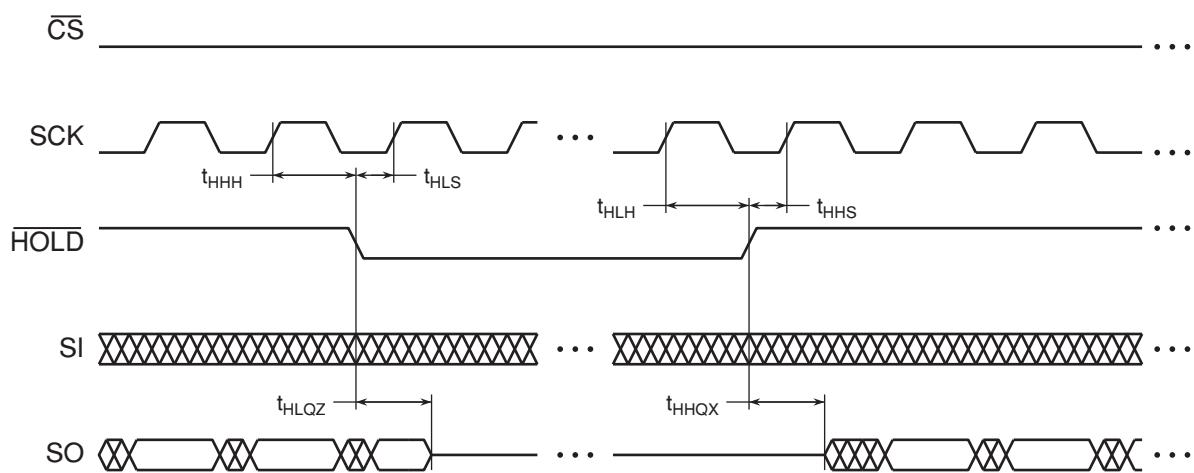 CS
SCK
tHHH
tHLS
tHLH
tHHS
HOLD
SI
tHLQZ
tHHQX
SO